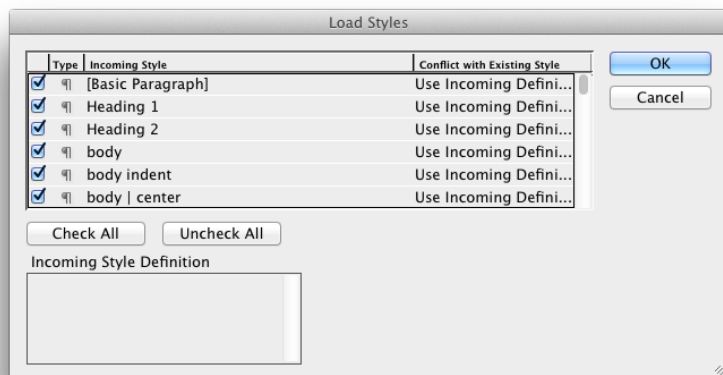 Load Styles
Type Incoming Style Conflict with Existing Style
¶ [Basic Paragraph] Use Incoming Defini...
¶ Heading 1 Use Incoming Defini...
¶ Heading 2 Use Incoming Defini...
¶ body Use Incoming Defini...
¶ body indent Use Incoming Defini...
¶ body | center Use Incoming Defini...
OK
Cancel
Check All Uncheck All
Incoming Style Definition